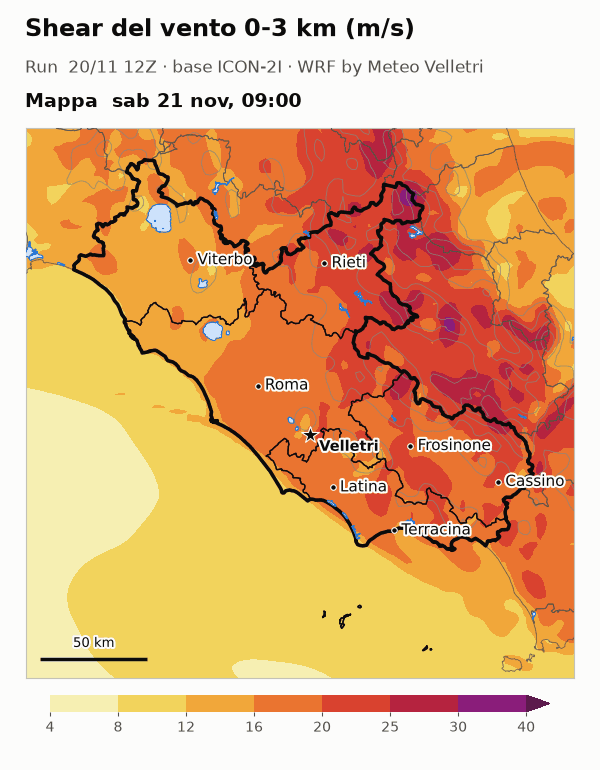 Shear del vento 0-3 km (m/s)
Run  20/11 12Z · base ICON-2I · WRF by Meteo Velletri
Mappa  sab 21 nov, 09:00
Viterbo
Rieti
Roma
Velletri
Frosinone
Latina
Cassino
Terracina
50 km
4 8 12 16 20 25 30 40